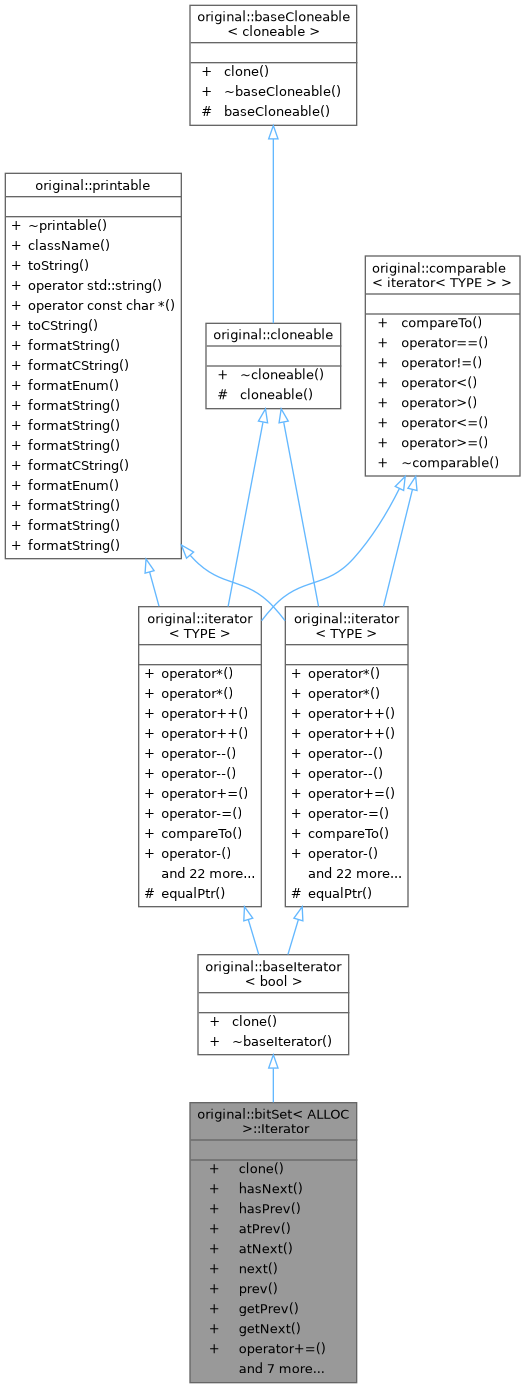 original::baseCloneable
< cloneable >
+ clone()
+ ~baseCloneable()
# baseCloneable()
original::printable
+ ~printable()
+ className()
+ toString()
+ operator std::string()
+ operator const char *()
+ toCString()
+ formatString()
+ formatCString()
+ formatEnum()
+ formatString()
+ formatString()
+ formatString()
+ formatCString()
+ formatEnum()
+ formatString()
+ formatString()
+ formatString()
original::cloneable
+ ~cloneable()
# cloneable()
original::comparable
< iterator< TYPE > >
+ compareTo()
+ operator==()
+ operator!=()
+ operator<()
+ operator>()
+ operator<=()
+ operator>=()
+ ~comparable()
original::iterator
< TYPE >
+ operator*()
+ operator*()
+ operator++()
+ operator++()
+ operator--()
+ operator--()
+ operator+=()
+ operator-=()
+ compareTo()
+ operator-()
and 22 more...
# equalPtr()
original::iterator
< TYPE >
+ operator*()
+ operator*()
+ operator++()
+ operator++()
+ operator--()
+ operator--()
+ operator+=()
+ operator-=()
+ compareTo()
+ operator-()
and 22 more...
# equalPtr()
original::baseIterator
< bool >
+ clone()
+ ~baseIterator()
original::bitSet< ALLOC
>::Iterator
+ clone()
+ hasNext()
+ hasPrev()
+ atPrev()
+ atNext()
+ next()
+ prev()
+ getPrev()
+ getNext()
+ operator+=()
and 7 more...